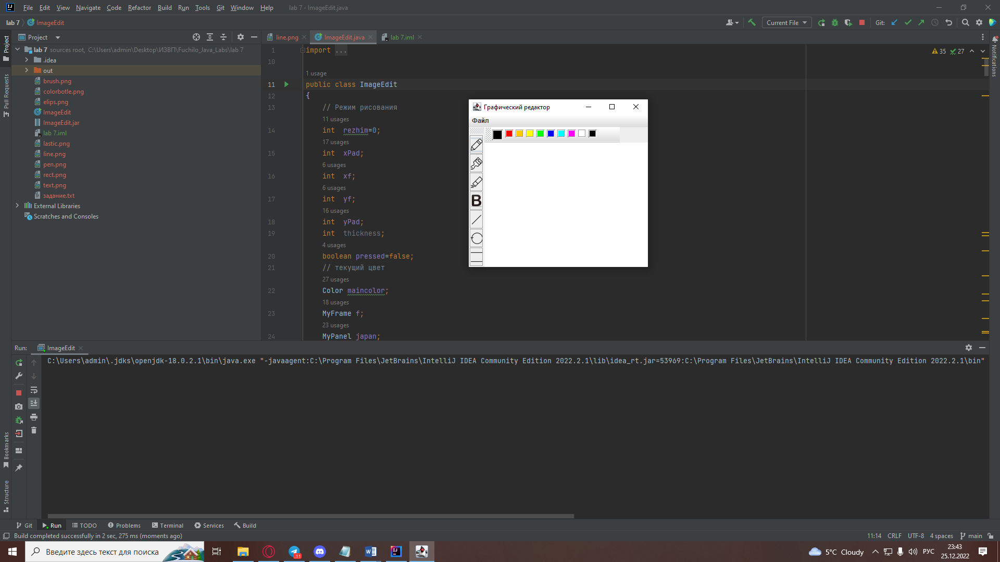 File Edit View Navigate Code Refactor Build Run Tools Git Window Help lab 7 - ImageEdit.java
lab 7 ImageEdit
Current File Git:
Project
line.png ImageEdit.java lab 7.iml
lab 7 sources root, C:\Users\admin\Desktop\ИЗВП\Fuchilo_Java_Labs\lab 7
.idea
out
brush.png
colorbotle.png
elips.png
ImageEdit
ImageEdit.jar
lab 7.iml
lastic.png
line.png
pen.png
rect.png
text.png
задание.txt
External Libraries
Scratches and Consoles
Project
Pull Requests
Bookmarks
Structure
Notifications
35 27
1 import ...
10
1 usage
11 public class ImageEdit
12 {
13 // Режим рисования
11 usages
14 int rezhim=0;
17 usages
15 int xPad;
6 usages
16 int xf;
6 usages
17 int yf;
16 usages
18 int yPad;
19 int thickness;
4 usages
20 boolean pressed=false;
21 // текущий цвет
27 usages
22 Color maincolor;
18 usages
23 MyFrame f;
23 usages
24 MyPanel japan;
Графический редактор
Файл
B
Run: ImageEdit
C:\Users\admin\.jdks\openjdk-18.0.2.1\bin\java.exe "-javaagent:C:\Program Files\JetBrains\IntelliJ IDEA Community Edition 2022.2.1\lib\idea_rt.jar=53969:C:\Program Files\JetBrains\IntelliJ IDEA Community Edition 2022.2.1\bin"
Git Run TODO Problems Terminal Services Build
Build completed successfully in 2 sec, 275 ms (moments ago)
11:14 CRLF UTF-8 4 spaces main
Введите здесь текст для поиска
5°C Cloudy РУС
23:43
25.12.2022